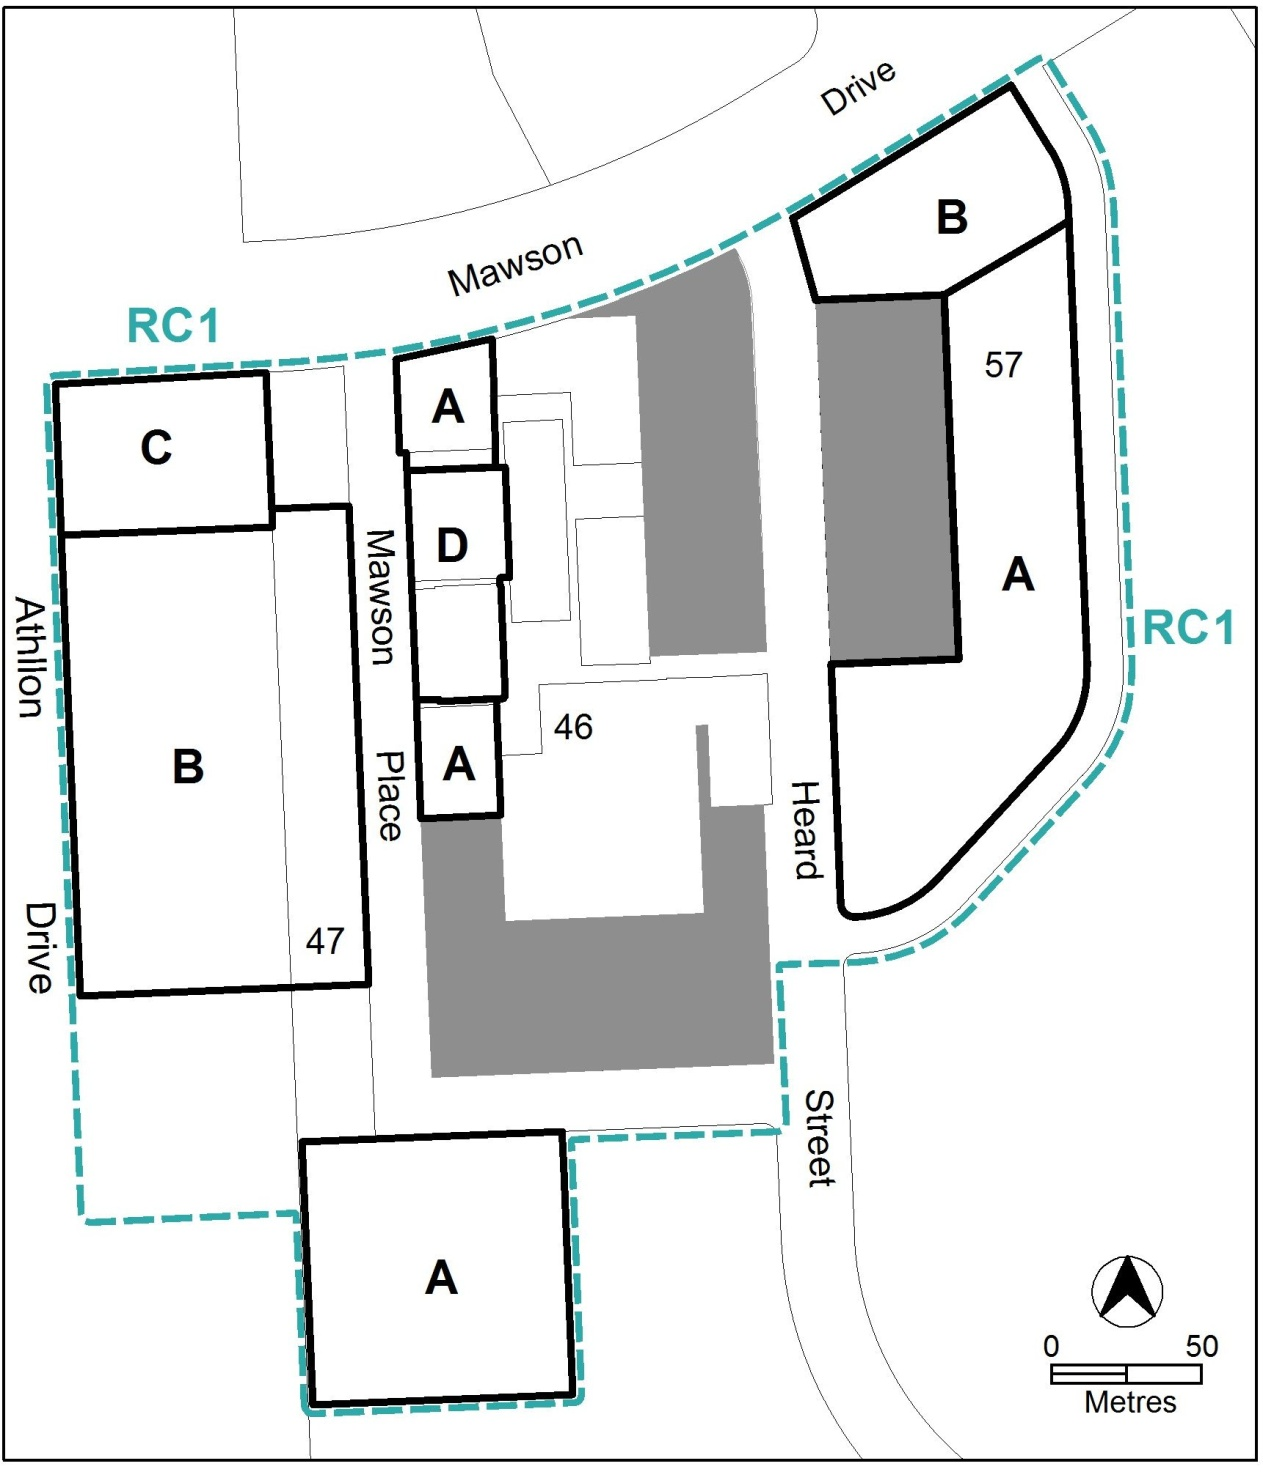 Drive
Mawson
RC1
B
57
A
C
D
Mawson
Place
A
RC1
Athllon
Drive
B
46
A
Heard
47
Street
A
0 50
Metres